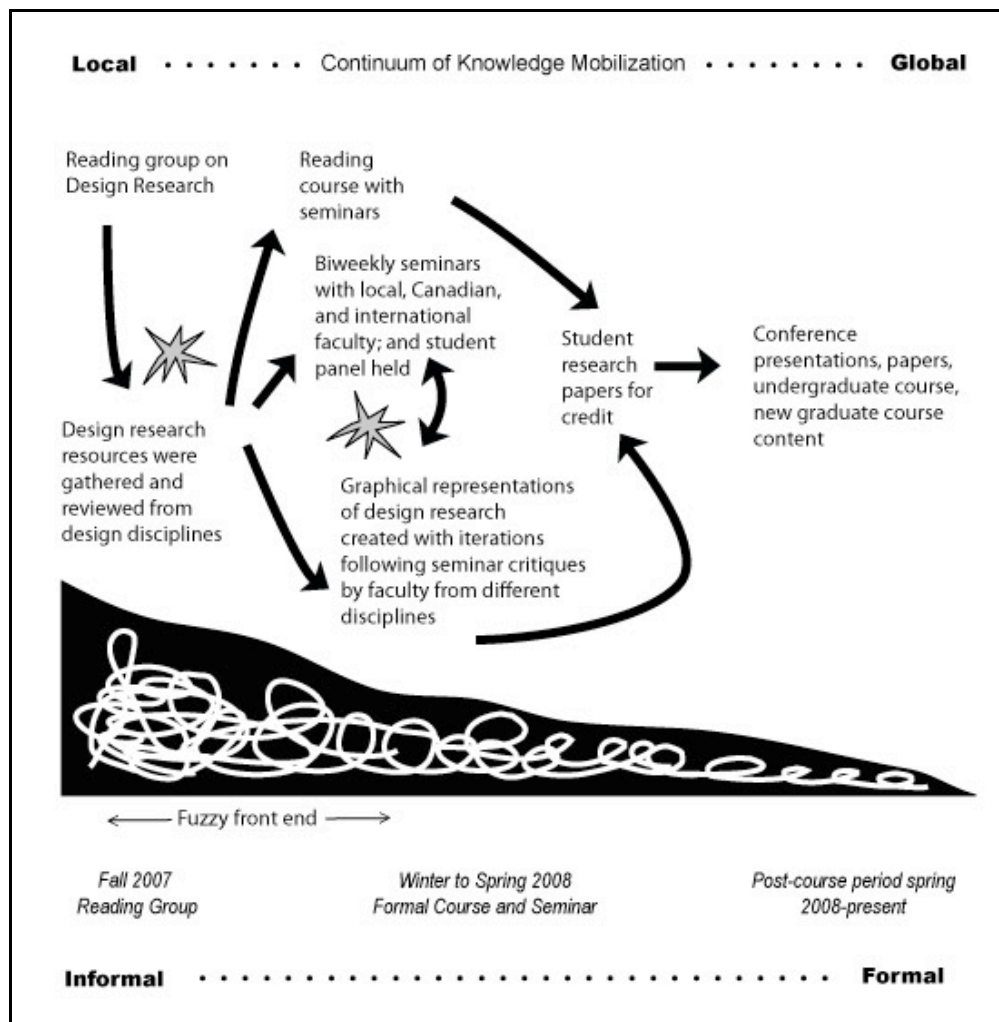 Local · · · · · · · Continuum of Knowledge Mobilization · · · · · · · Global
Reading group on
Design Research
Reading
course with
seminars
Biweekly seminars
with local, Canadian,
and international
faculty; and student
panel held
Student
research
papers for
credit
Conference
presentations, papers,
undergraduate course,
new graduate course
content
Design research
resources were
gathered and
reviewed from
design disciplines
Graphical representations
of design research
created with iterations
following seminar critiques
by faculty from different
disciplines
Fuzzy front end
Fall 2007
Reading Group
Winter to Spring 2008
Formal Course and Seminar
Post-course period spring
2008-present
Informal · · · · · · · · · · · · · · · · · · · · · · · · Formal